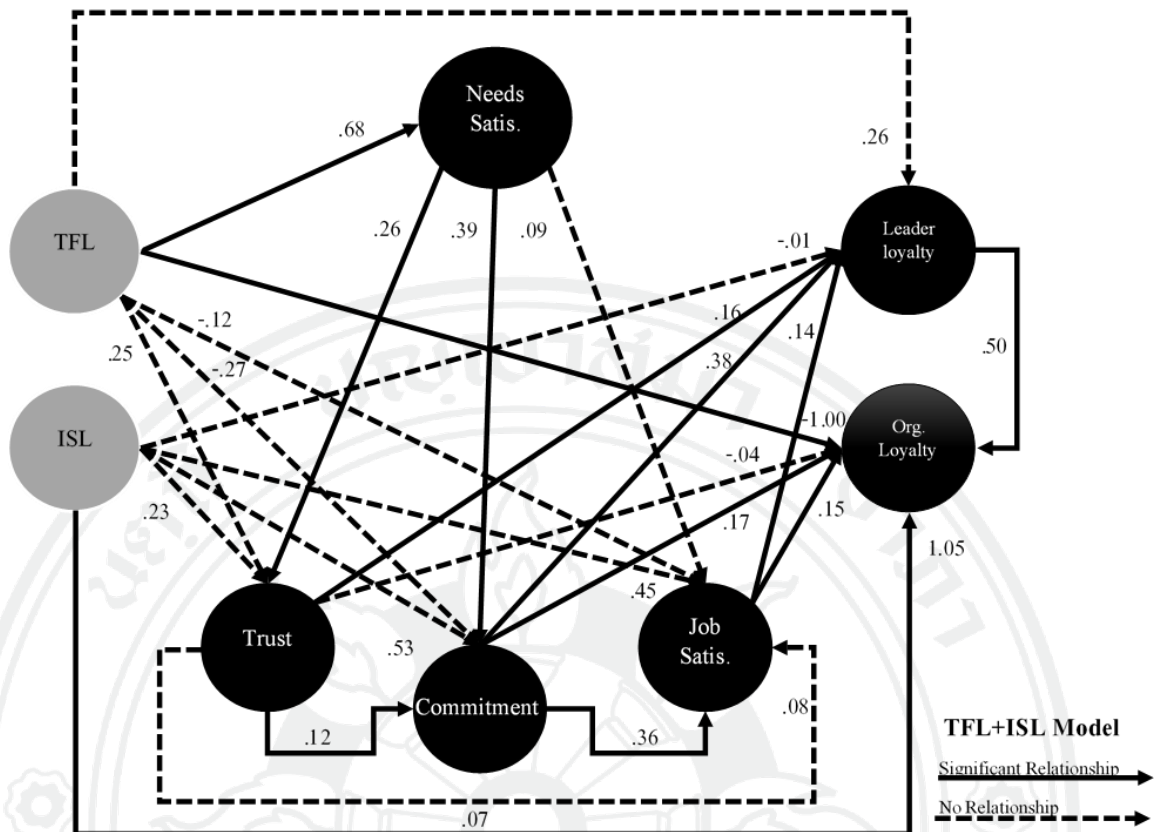 Needs
Satis.
.68
.26
TFL
.26
.39
.09
Leader
loyalty
-.01
-.12
.16
.14
.25
-.27
.38
.50
ISL
-1.00
Org.
Loyalty
-.04
.23
.17
.15
1.05
.45
Trust
.53
Job
Satis.
Commitment
.12
.36
.08
.07
TFL+ISL Model
Significant Relationship
No Relationship